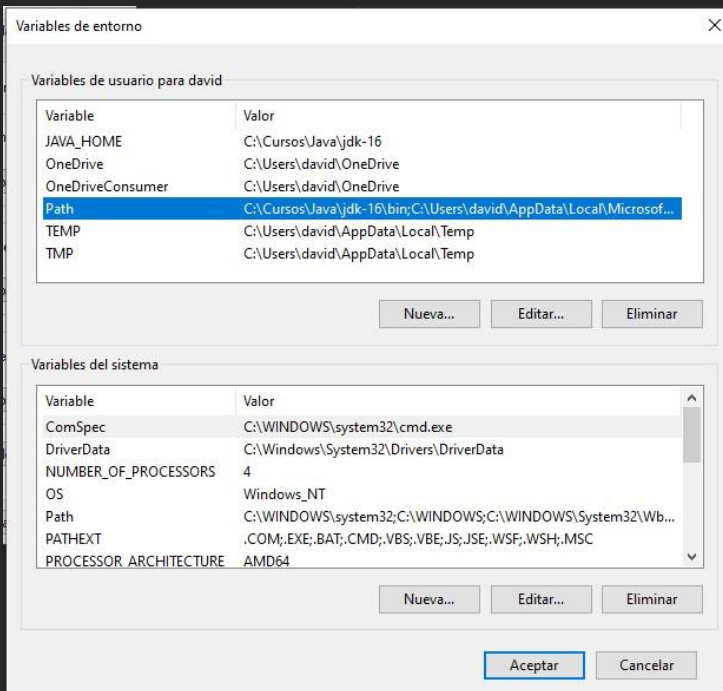 Variables de entorno
Variables de usuario para david
Variable Valor
JAVA_HOME C:\Cursos\Java\jdk-16
OneDrive C:\Users\david\OneDrive
OneDriveConsumer C:\Users\david\OneDrive
Path C:\Cursos\Java\jdk-16\bin;C:\Users\david\AppData\Local\Microsof...
TEMP C:\Users\david\AppData\Local\Temp
TMP C:\Users\david\AppData\Local\Temp
Nueva... Editar... Eliminar
Variables del sistema
Variable Valor
ComSpec C:\WINDOWS\system32\cmd.exe
DriverData C:\Windows\System32\Drivers\DriverData
NUMBER_OF_PROCESSORS 4
OS Windows_NT
Path C:\WINDOWS\system32;C:\WINDOWS;C:\WINDOWS\System32\Wb...
PATHEXT .COM;.EXE;.BAT;.CMD;.VBS;.VBE;.JS;.JSE;.WSF;.WSH;.MSC
PROCESSOR_ARCHITECTURE AMD64
Nueva... Editar... Eliminar
Aceptar Cancelar